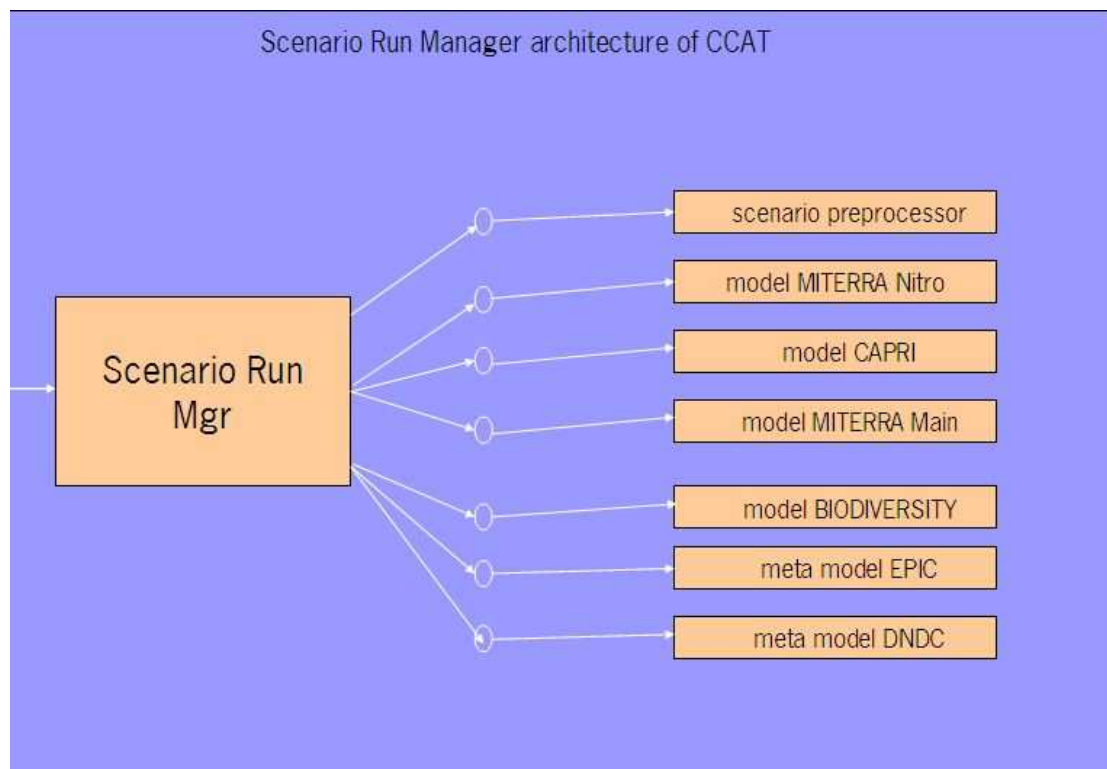 Scenario Run Manager architecture of CCAT
scenario preprocessor
model MITERRA Nitro
model CAPRI
Scenario Run
Mgr
model MITERRA Main
model BIODIVERSITY
meta model EPIC
meta model DNDC